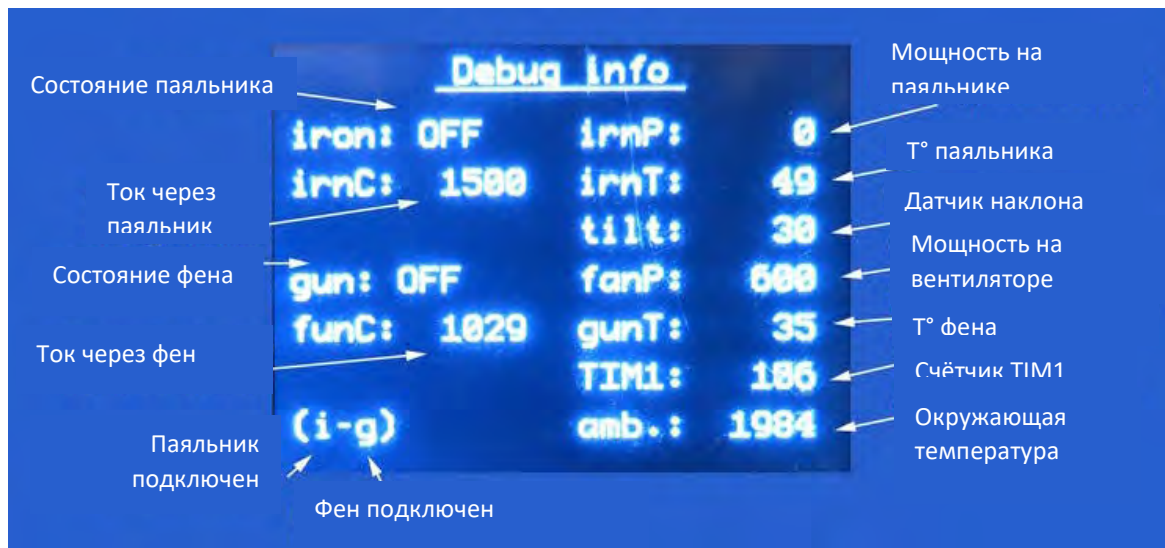 Debug info
Состояние паяльника
Мощность на
паяльнике
iron: OFF
irnP: 0
Т° паяльника
irnC: 1500
irnT: 49
Ток через
паяльник
Датчик наклона
tilt: 30
Состояние фена
Мощность на
вентиляторе
gun: OFF
fanP: 600
Ток через фен
Т° фена
funC: 1029
gunT: 35
Счётчик TIM1
TIM1: 106
Паяльник
подключен
Окружающая
температура
(i-g)
amb.: 1984
Фен подключен